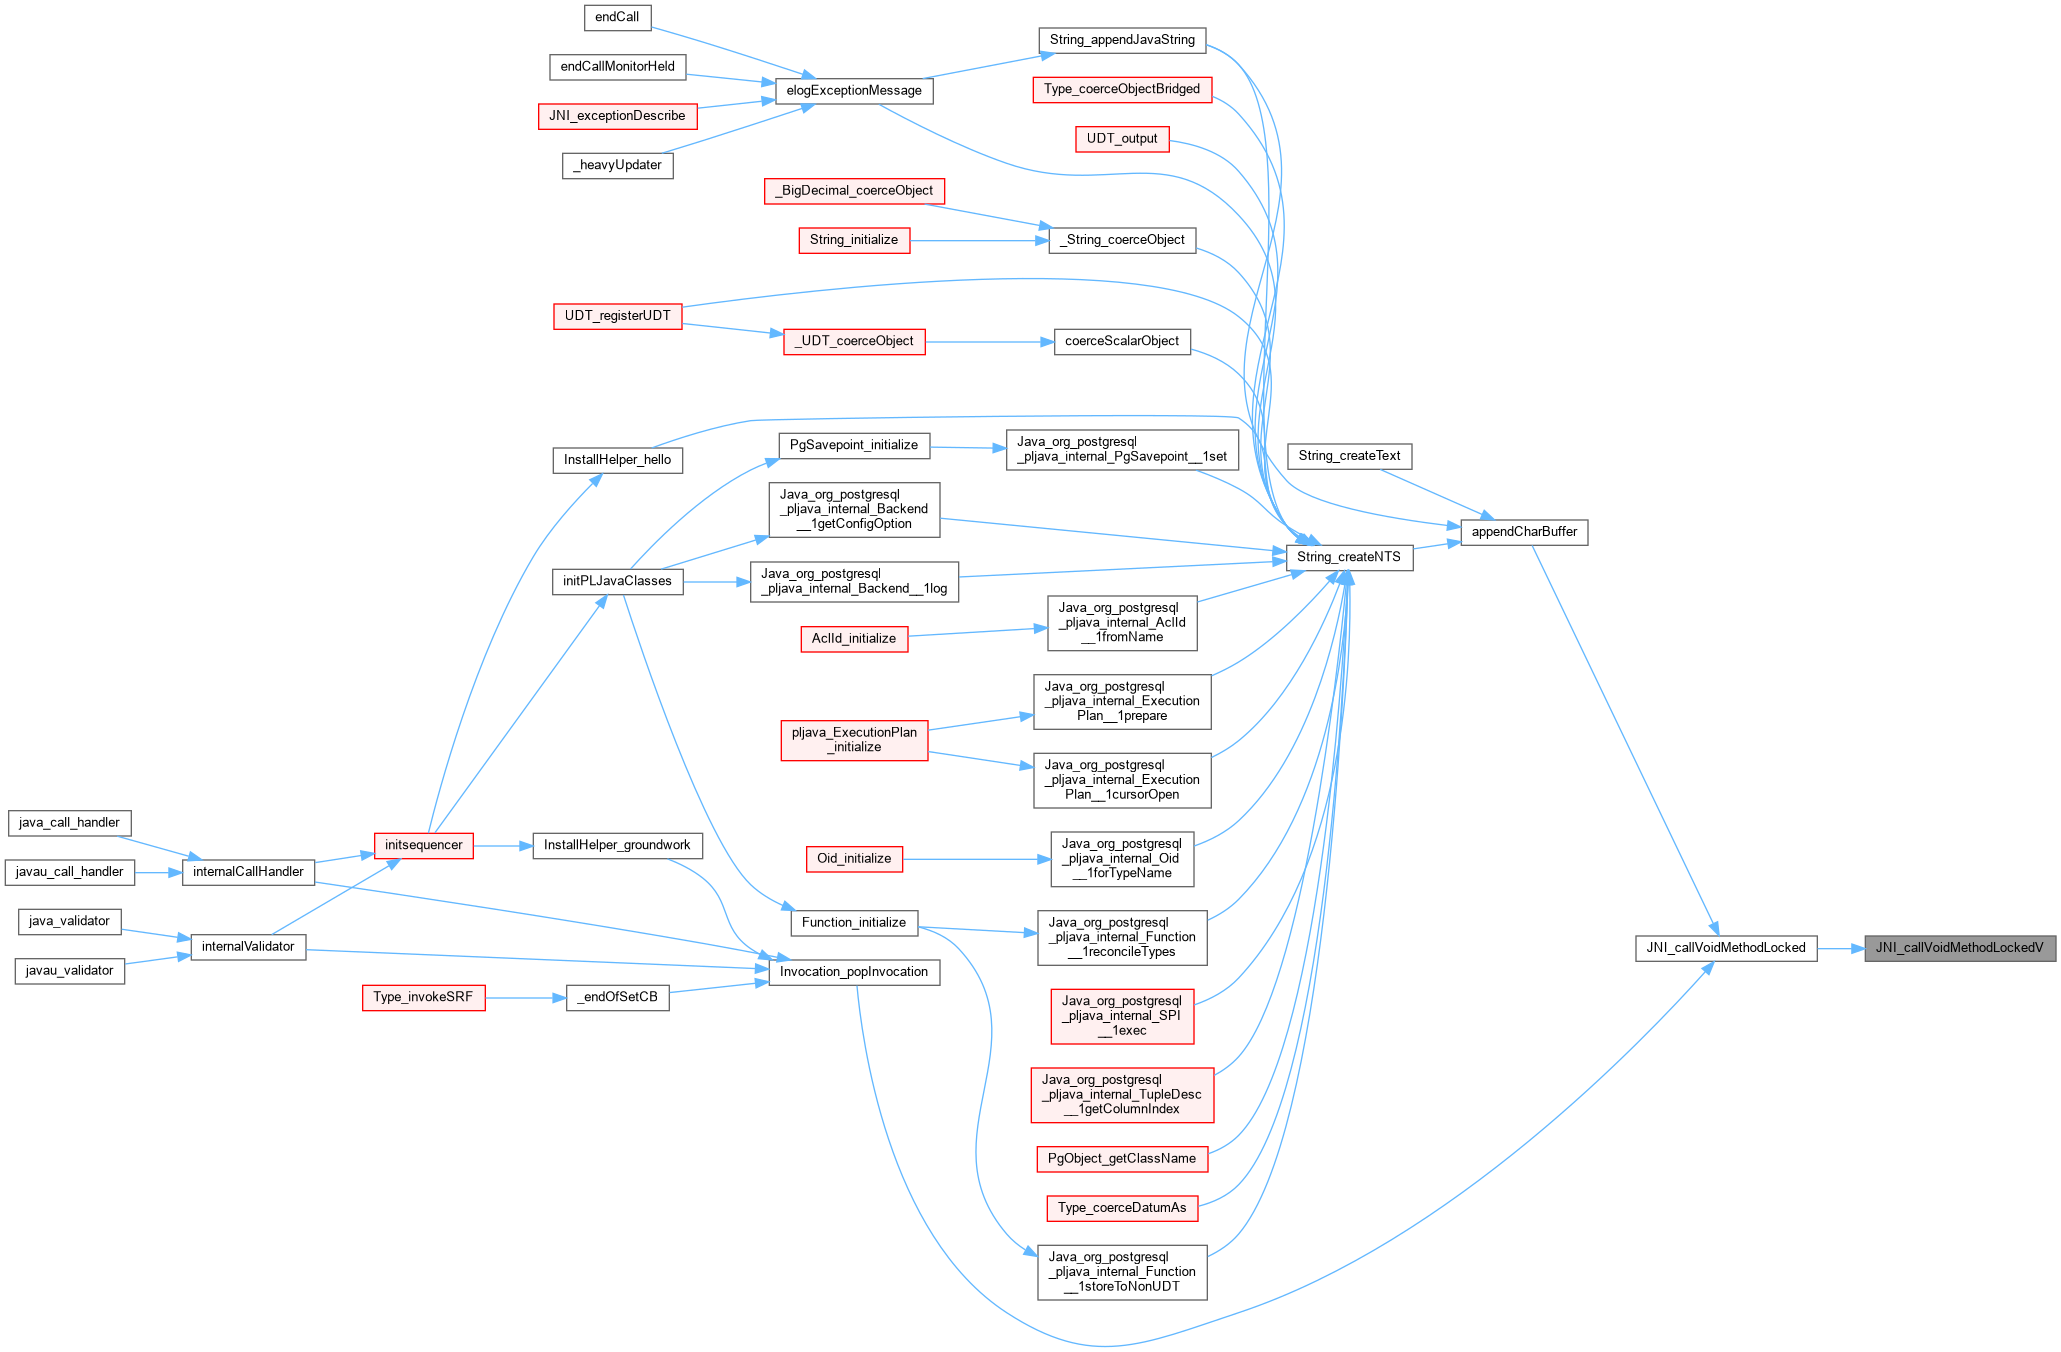 endCall
endCallMonitorHeld
JNI_exceptionDescribe
_heavyUpdater
elogExceptionMessage
String_appendJavaString
Type_coerceObjectBridged
UDT_output
_BigDecimal_coerceObject
String_initialize
_String_coerceObject
UDT_registerUDT
_UDT_coerceObject
coerceScalarObject
InstallHelper_hello
PgSavepoint_initialize
Java_org_postgresql
_pljava_internal_PgSavepoint__1set
String_createText
Java_org_postgresql
_pljava_internal_Backend
__1getConfigOption
appendCharBuffer
String_createNTS
initPLJavaClasses
Java_org_postgresql
_pljava_internal_Backend__1log
AclId_initialize
Java_org_postgresql
_pljava_internal_AclId
__1fromName
pljava_ExecutionPlan
_initialize
Java_org_postgresql
_pljava_internal_Execution
Plan__1prepare
Java_org_postgresql
_pljava_internal_Execution
Plan__1cursorOpen
java_call_handler
javau_call_handler
internalCallHandler
initsequencer
InstallHelper_groundwork
Oid_initialize
Java_org_postgresql
_pljava_internal_Oid
__1forTypeName
java_validator
javau_validator
internalValidator
Function_initialize
Java_org_postgresql
_pljava_internal_Function
__1reconcileTypes
JNI_callVoidMethodLocked
JNI_callVoidMethodLockedV
Type_invokeSRF
_endOfSetCB
Invocation_popInvocation
Java_org_postgresql
_pljava_internal_SPI
__1exec
Java_org_postgresql
_pljava_internal_TupleDesc
__1getColumnIndex
PgObject_getClassName
Type_coerceDatumAs
Java_org_postgresql
_pljava_internal_Function
__1storeToNonUDT